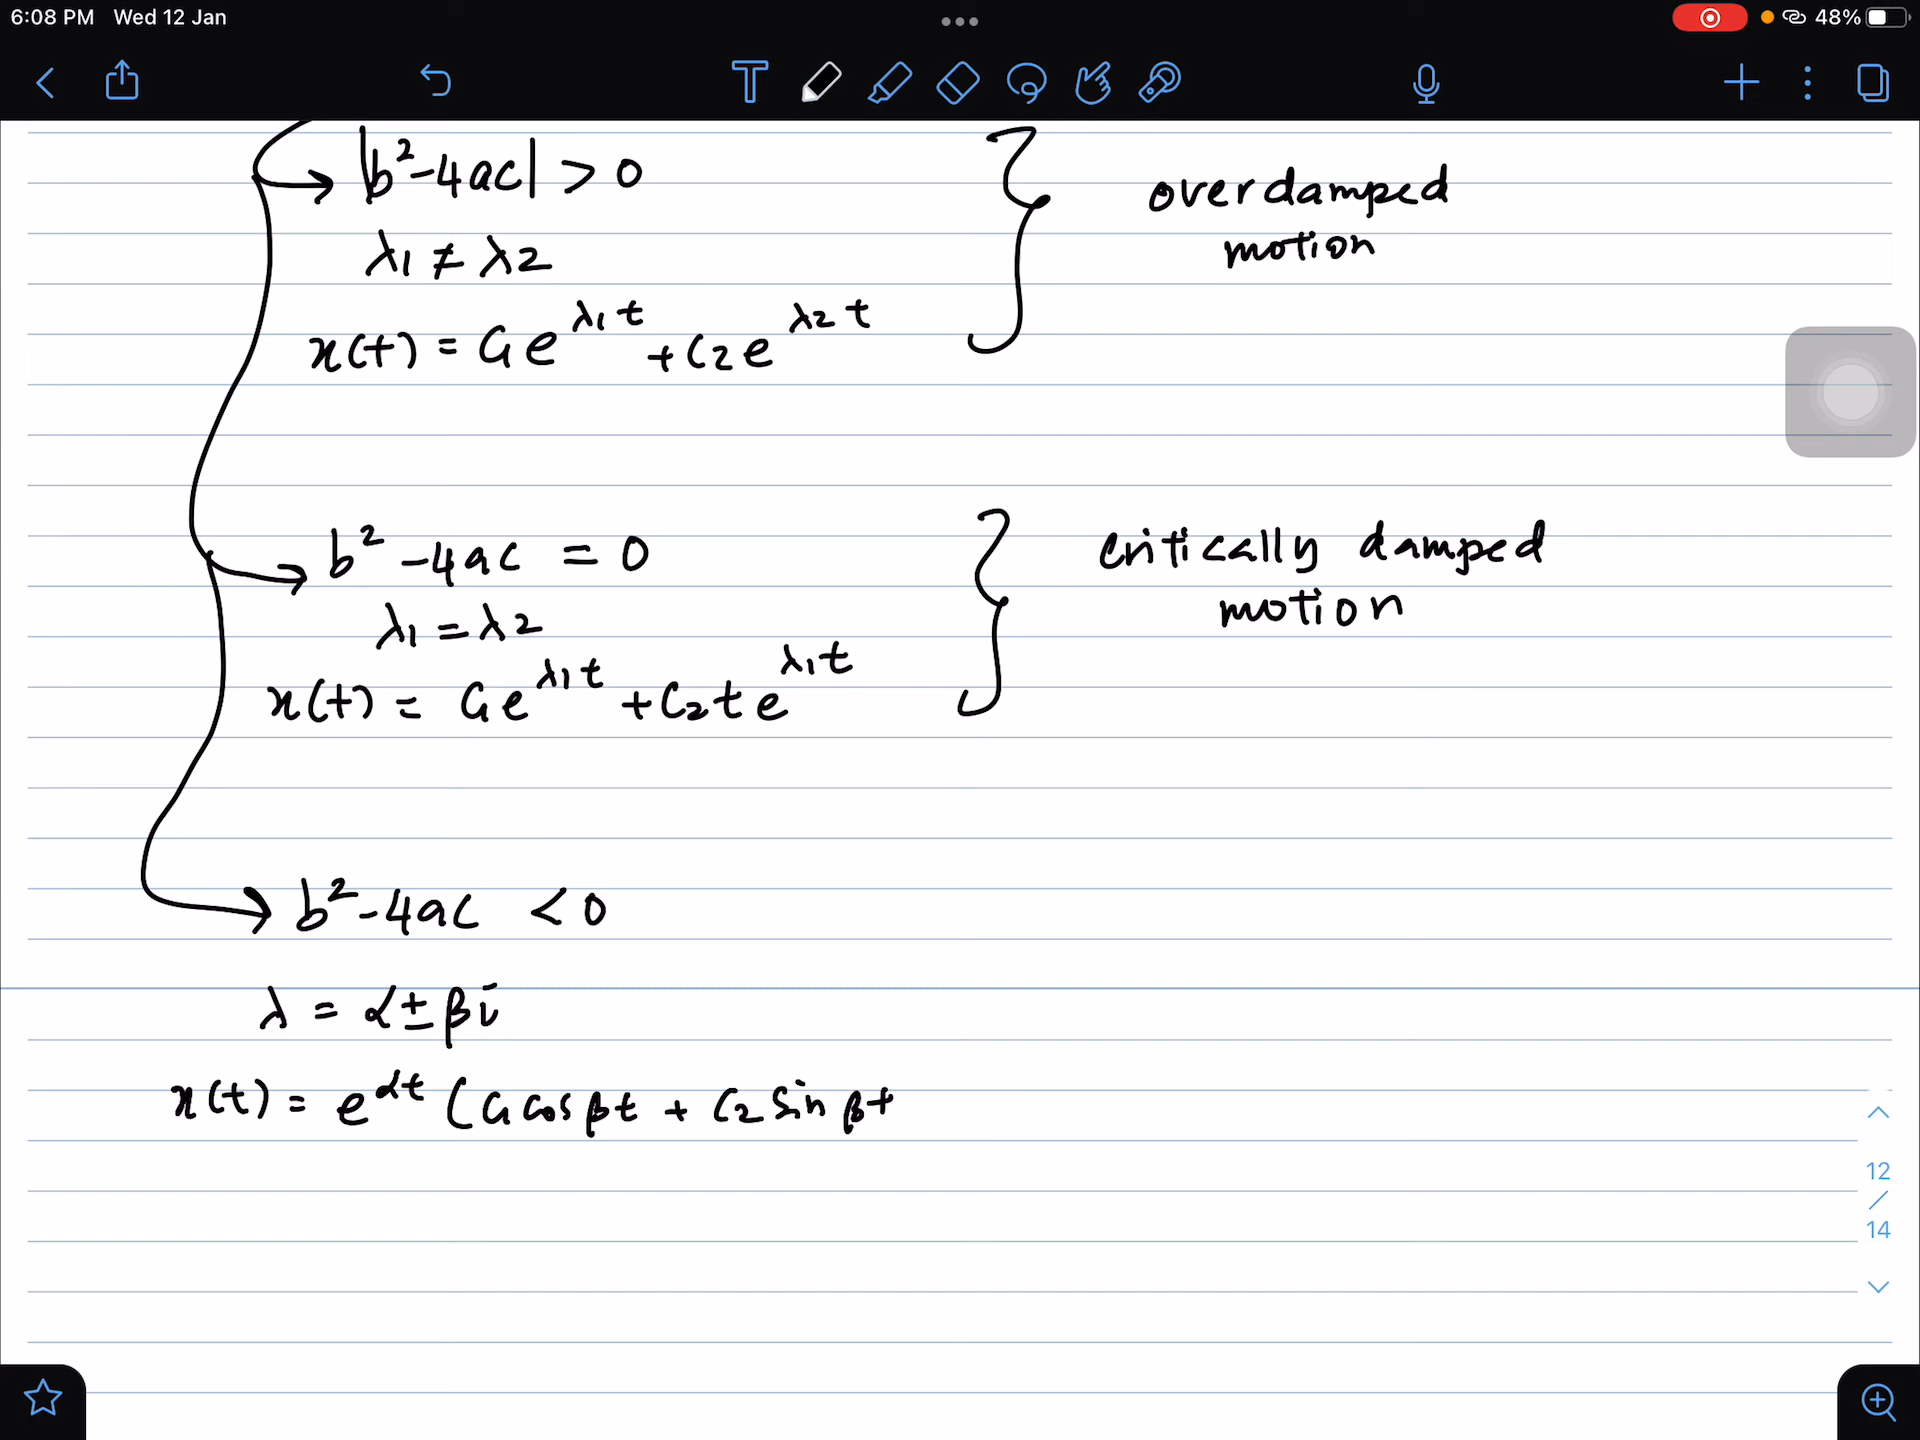 6:08 PM Wed 12 Jan
48%
|b²-4ac| > 0
λ1 ≠ λ2
x(t) = C1e^λ1t + C2e^λ2t
overdamped
motion
b² -4ac = 0
λ1 = λ2
x(t) = C1e^λ1t + C2te^λ1t
critically damped
motion
b²-4ac < 0
λ = α ± βi
x(t) = e^αt (C1 cos βt + C2 sin βt
12
/
14